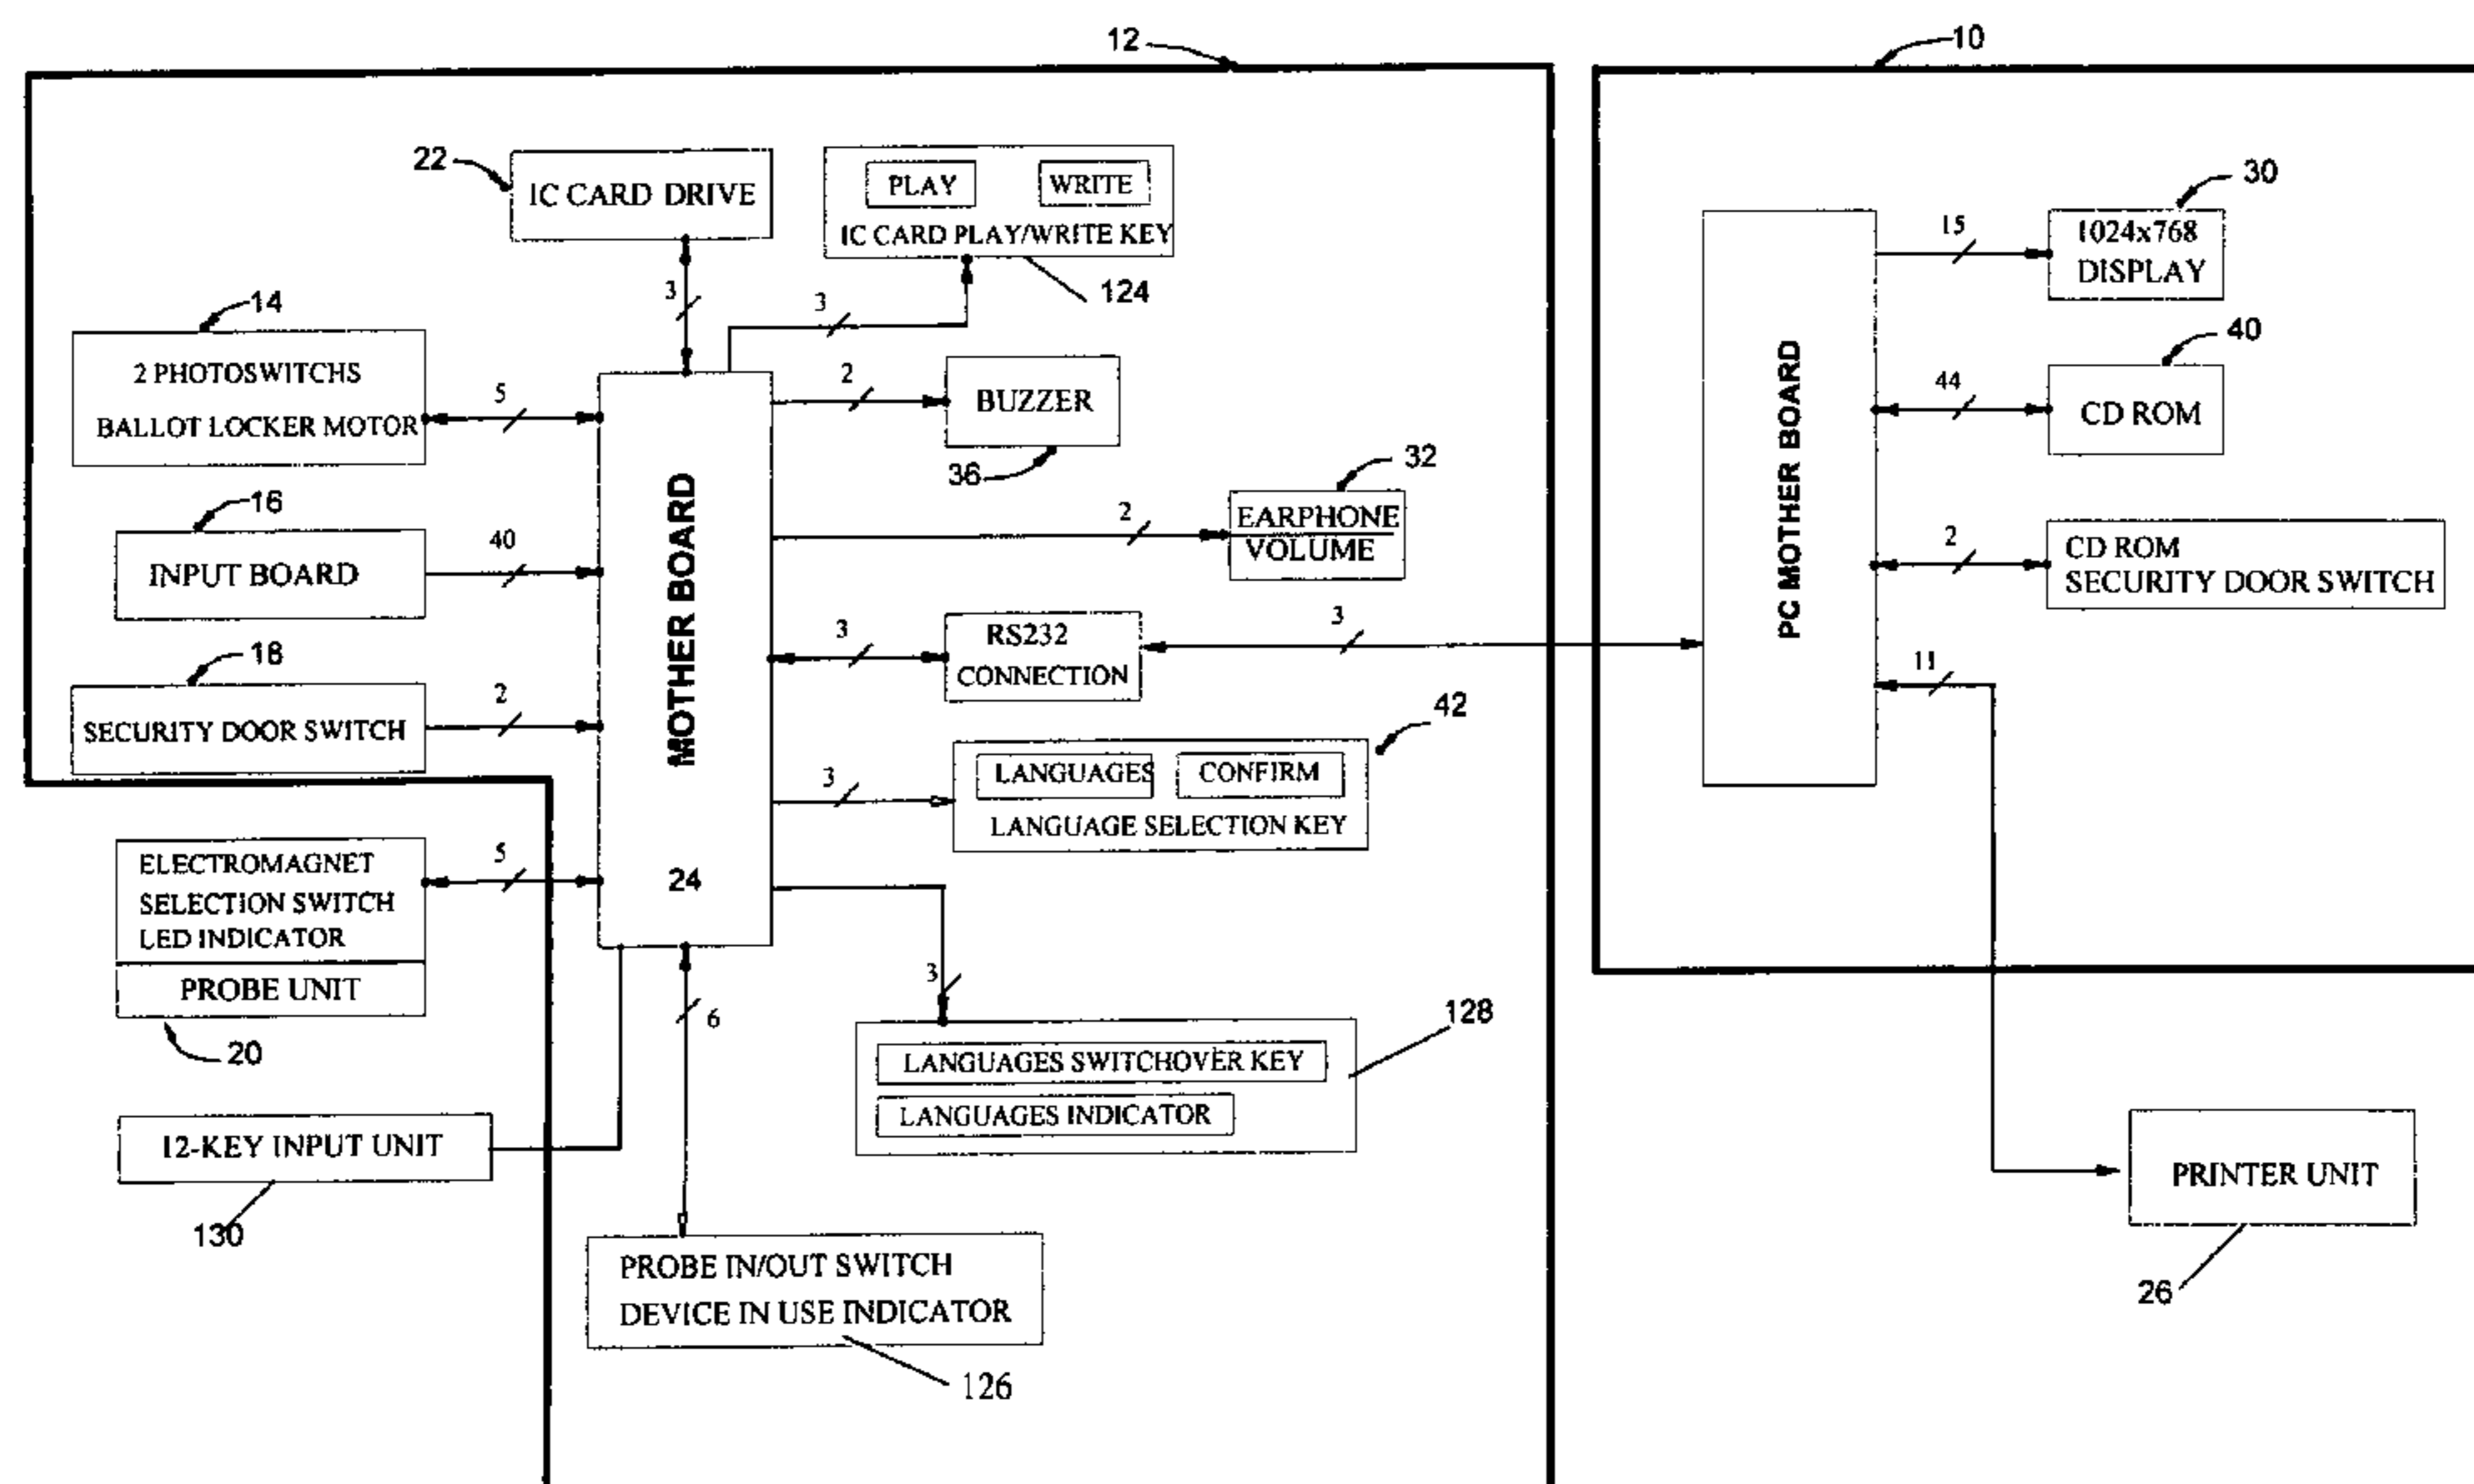 12
10
22
IC CARD DRIVE
PLAY
WRITE
IC CARD PLAY/WRITE KEY
124
3
3
14
2 PHOTOSWITCHS
BALLOT LOCKER MOTOR
5
2
BUZZER
36
16
INPUT BOARD
40
32
2
EARPHONE
VOLUME
18
SECURITY DOOR SWITCH
2
MOTHER BOARD
24
3
RS232
CONNECTION
3
42
3
LANGUAGES
CONFIRM
LANGUAGE SELECTION KEY
ELECTROMAGNET
SELECTION SWITCH
LED INDICATOR
PROBE UNIT
5
20
3
128
LANGUAGES SWITCHOVER KEY
LANGUAGES INDICATOR
6
12-KEY INPUT UNIT
130
PROBE IN/OUT SWITCH
DEVICE IN USE INDICATOR
126
PC MOTHER BOARD
15
30
1024x768
DISPLAY
40
44
CD ROM
2
CD ROM
SECURITY DOOR SWITCH
11
PRINTER UNIT
26